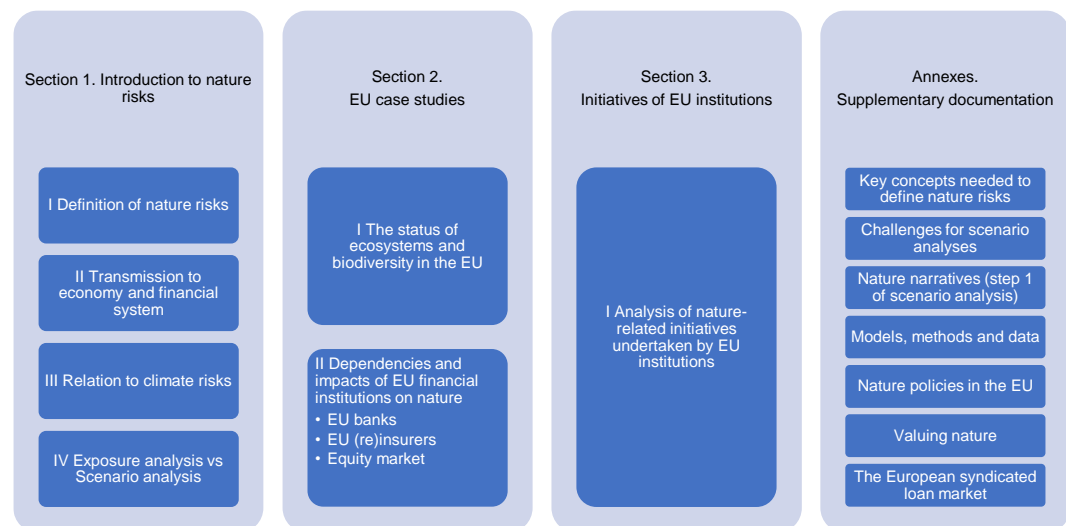 Section 1. Introduction to nature
risks
I Definition of nature risks
II Transmission to
economy and financial
system
III Relation to climate risks
IV Exposure analysis vs
Scenario analysis
Section 2.
EU case studies
I The status of
ecosystems and
biodiversity in the EU
II Dependencies and
impacts of EU financial
institutions on nature
• EU banks
• EU (re)insurers
• Equity market
Section 3.
Initiatives of EU institutions
I Analysis of nature-
related initiatives
undertaken by EU
institutions
Annexes.
Supplementary documentation
Key concepts needed to
define nature risks
Challenges for scenario
analyses
Nature narratives (step 1
of scenario analysis)
Models, methods and data
Nature policies in the EU
Valuing nature
The European syndicated
loan market